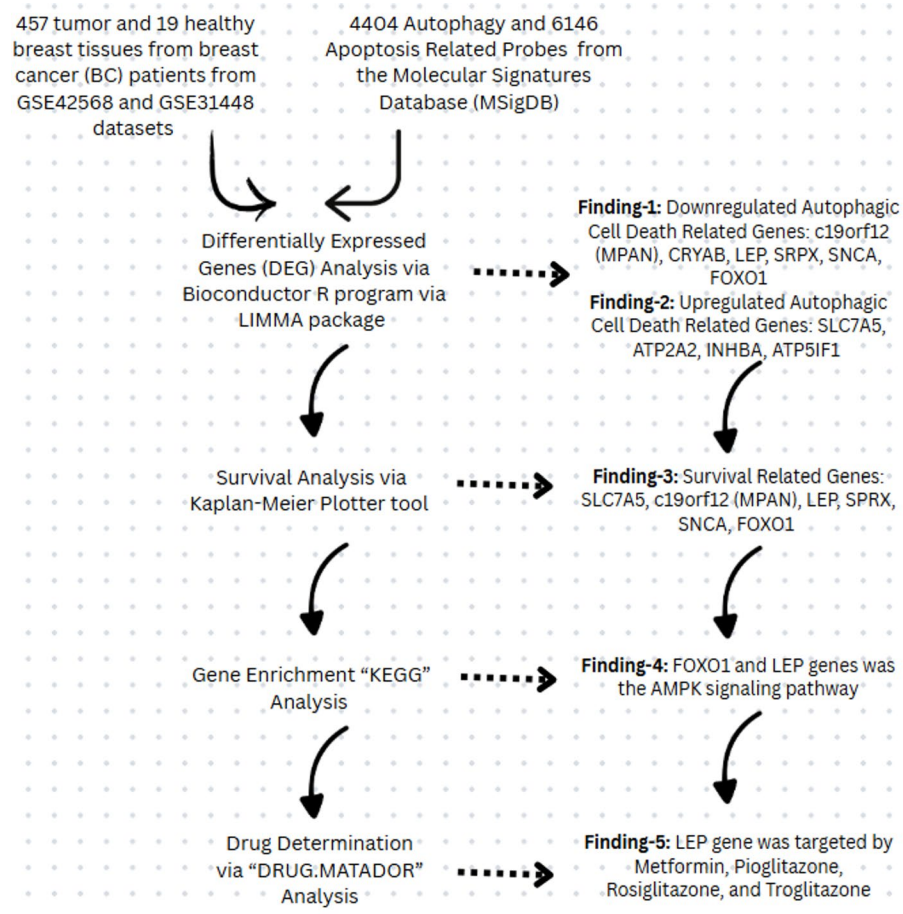 457 tumor and 19 healthy
breast tissues from breast
cancer (BC) patients from
GSE42568 and GSE31448
datasets
4404 Autophagy and 6146
Apoptosis Related Probes from
the Molecular Signatures
Database (MSigDB)
Differentially Expressed
Genes (DEG) Analysis via
Bioconductor R program via
LIMMA package
Finding-1: Downregulated Autophagic
Cell Death Related Genes: c19orf12
(MPAN), CRYAB, LEP, SRPX, SNCA,
FOXO1
Finding-2: Upregulated Autophagic
Cell Death Related Genes: SLC7A5,
ATP2A2, INHBA, ATP5IF1
Survival Analysis via
Kaplan-Meier Plotter tool
Finding-3: Survival Related Genes:
SLC7A5, c19orf12 (MPAN), LEP, SPRX,
SNCA, FOXO1
Gene Enrichment “KEGG”
Analysis
Finding-4: FOXO1 and LEP genes was
the AMPK signaling pathway
Drug Determination
via “DRUG.MATADOR”
Analysis
Finding-5: LEP gene was targeted by
Metformin, Pioglitazone,
Rosiglitazone, and Troglitazone